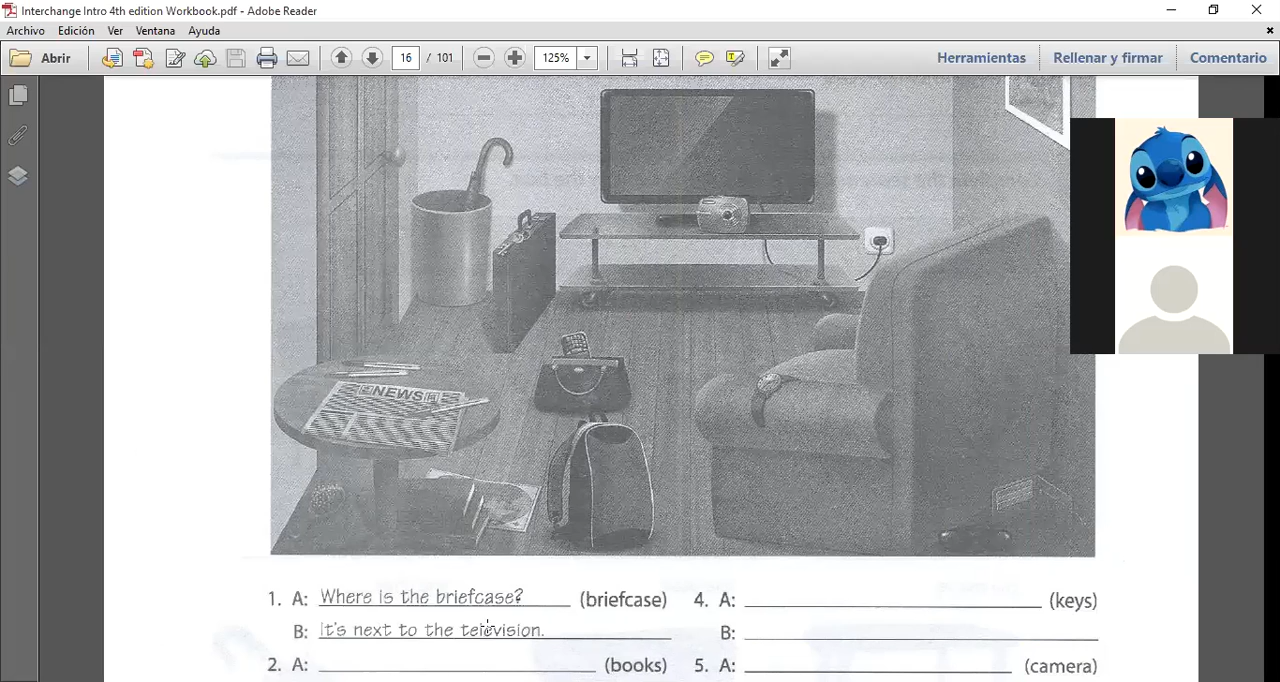 Interchange Intro 4th edition Workbook.pdf - Adobe Reader
Archivo Edición Ver Ventana Ayuda
Abrir 16 / 101 125% Herramientas Rellenar y firmar Comentario
NEWS
1. A: Where is the briefcase? (briefcase) 4. A: (keys)
B: It's next to the television. B:
2. A: (books) 5. A: (camera)